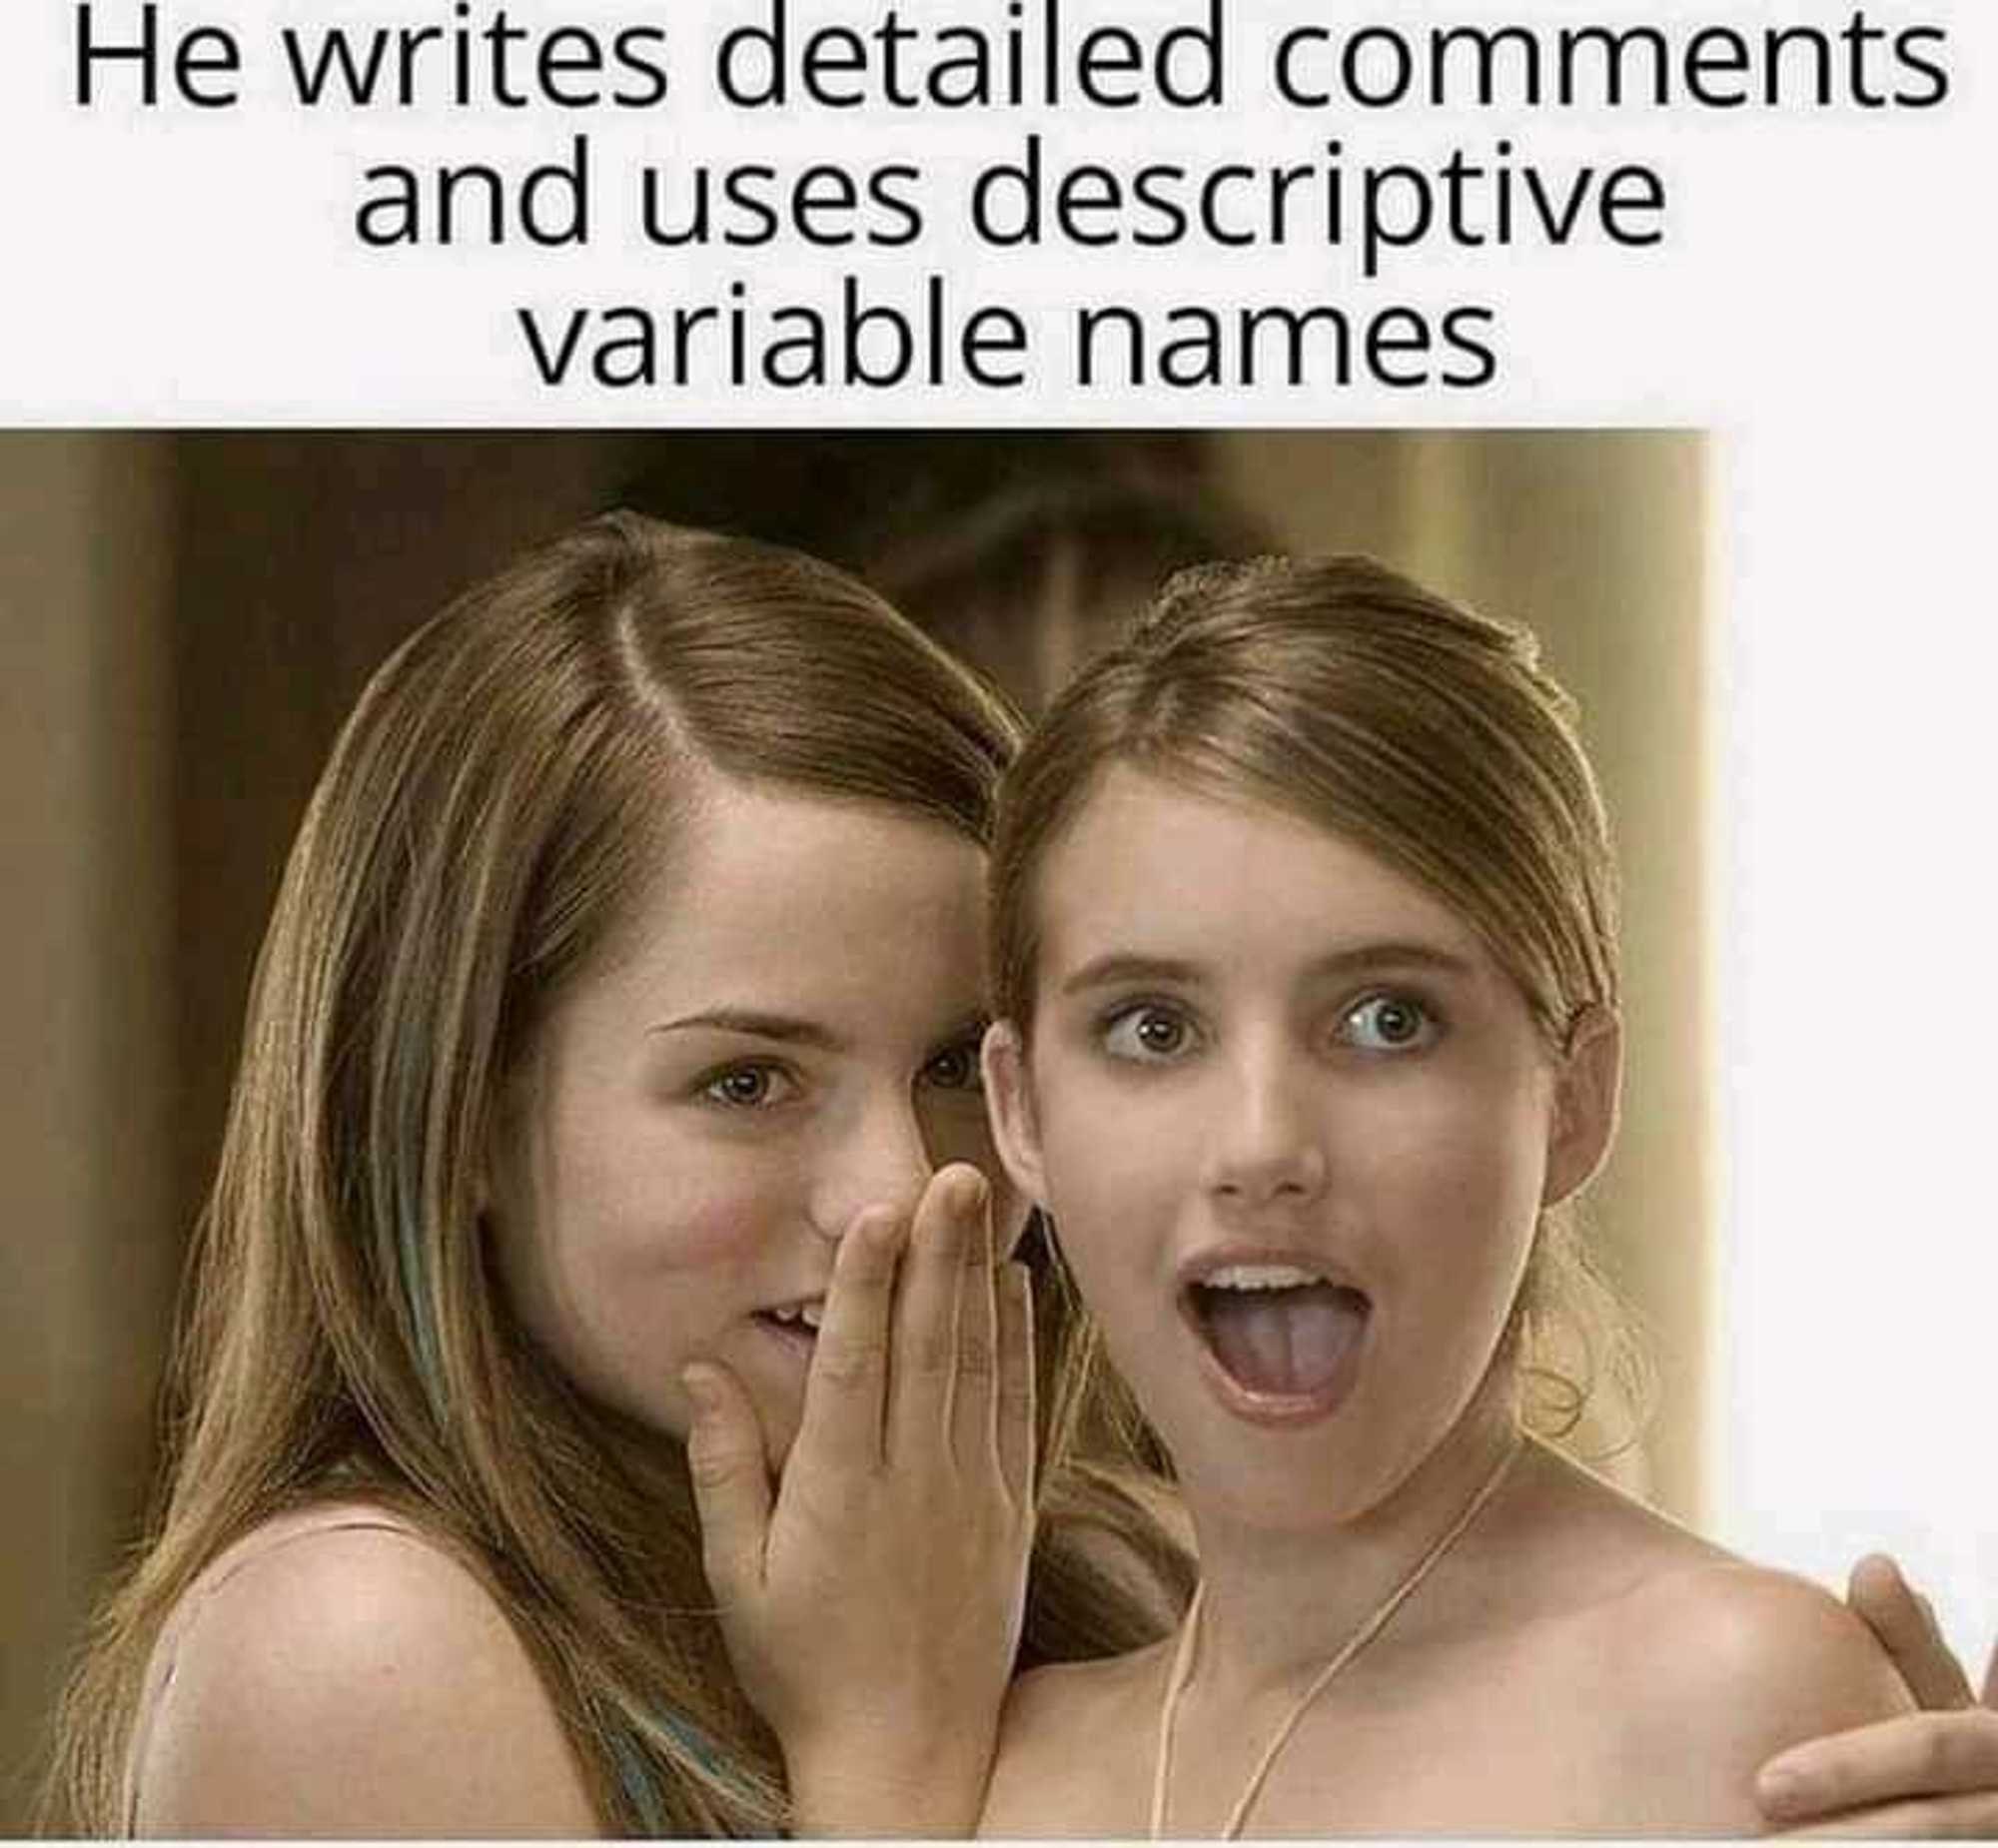 He writes detailed comments
and uses descriptive
variable names